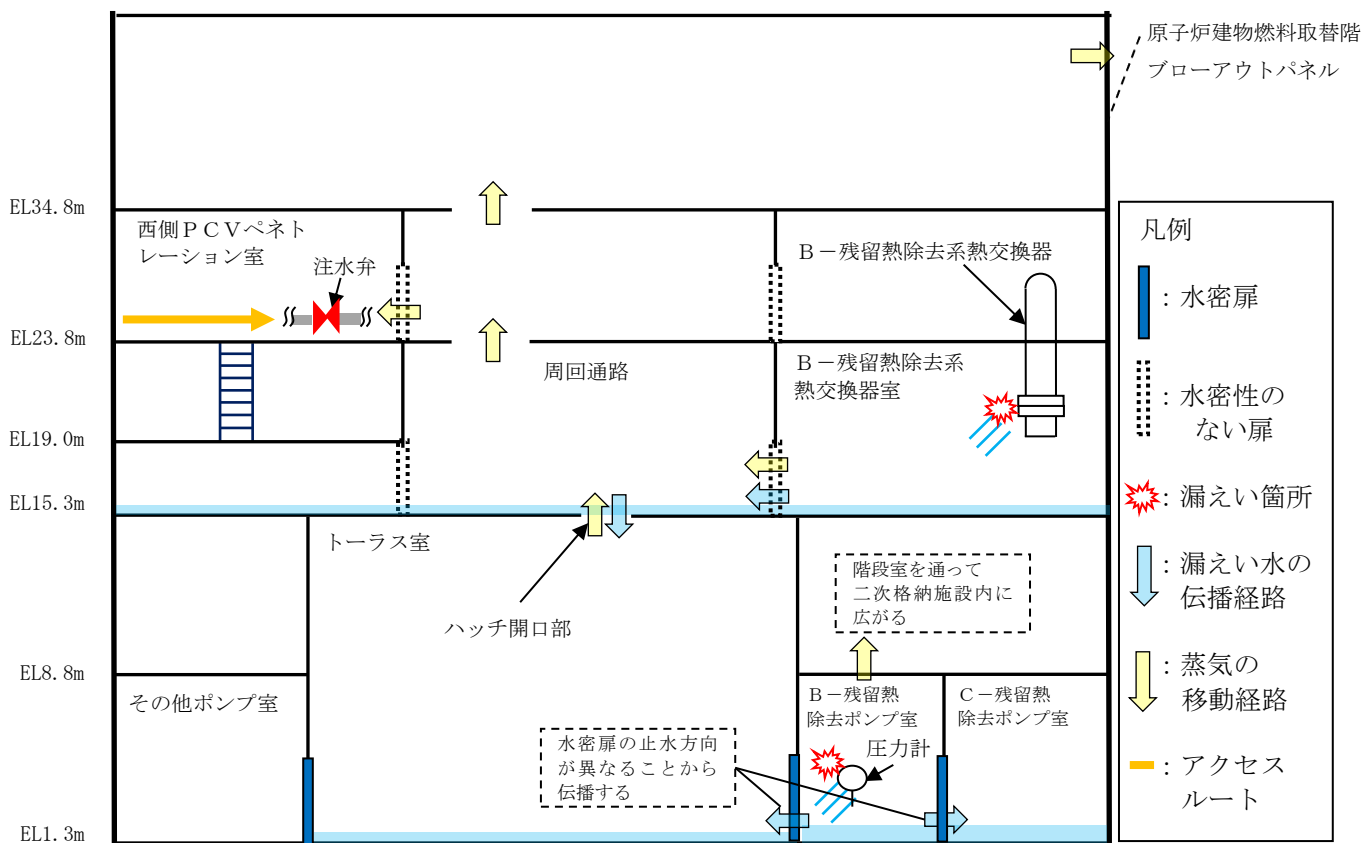 原子炉建物燃料取替階
ブローアウトパネル
EL34.8m
西側PCVペネト
レーション室
注水弁
B-残留熱除去系熱交換器
EL23.8m
周回通路
B-残留熱除去系
熱交換器室
EL19.0m
EL15.3m
トーラス室
ハッチ開口部
階段室を通って
二次格納施設内に
広がる
EL8.8m
その他ポンプ室
B-残留熱
除去ポンプ室
C-残留熱
除去ポンプ室
水密扉の止水方向
が異なることから
伝播する
圧力計
EL1.3m
凡例
:水密扉
:水密性の
ない扉
:漏えい箇所
:漏えい水の
伝播経路
:蒸気の
移動経路
:アクセス
ルート